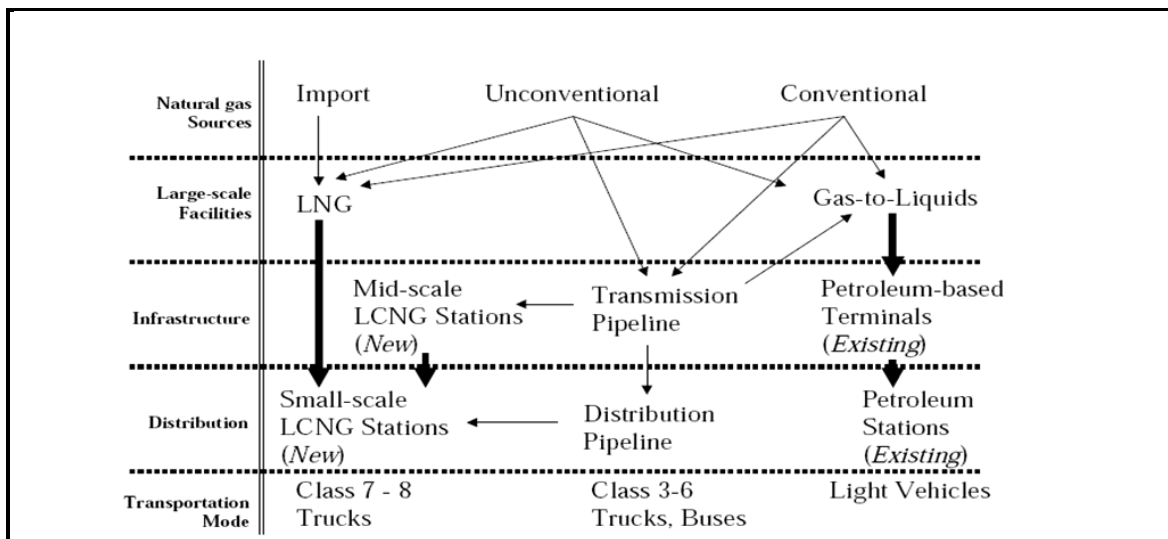 Natural gas
Sources
Import
Unconventional
Conventional
Large-scale
Facilities
LNG
Gas-to-Liquids
Infrastructure
Mid-scale
LCNG Stations
(New)
Transmission
Pipeline
Petroleum-based
Terminals
(Existing)
Distribution
Small-scale
LCNG Stations
(New)
Distribution
Pipeline
Petroleum
Stations
(Existing)
Transportation
Mode
Class 7 - 8
Trucks
Class 3-6
Trucks, Buses
Light Vehicles